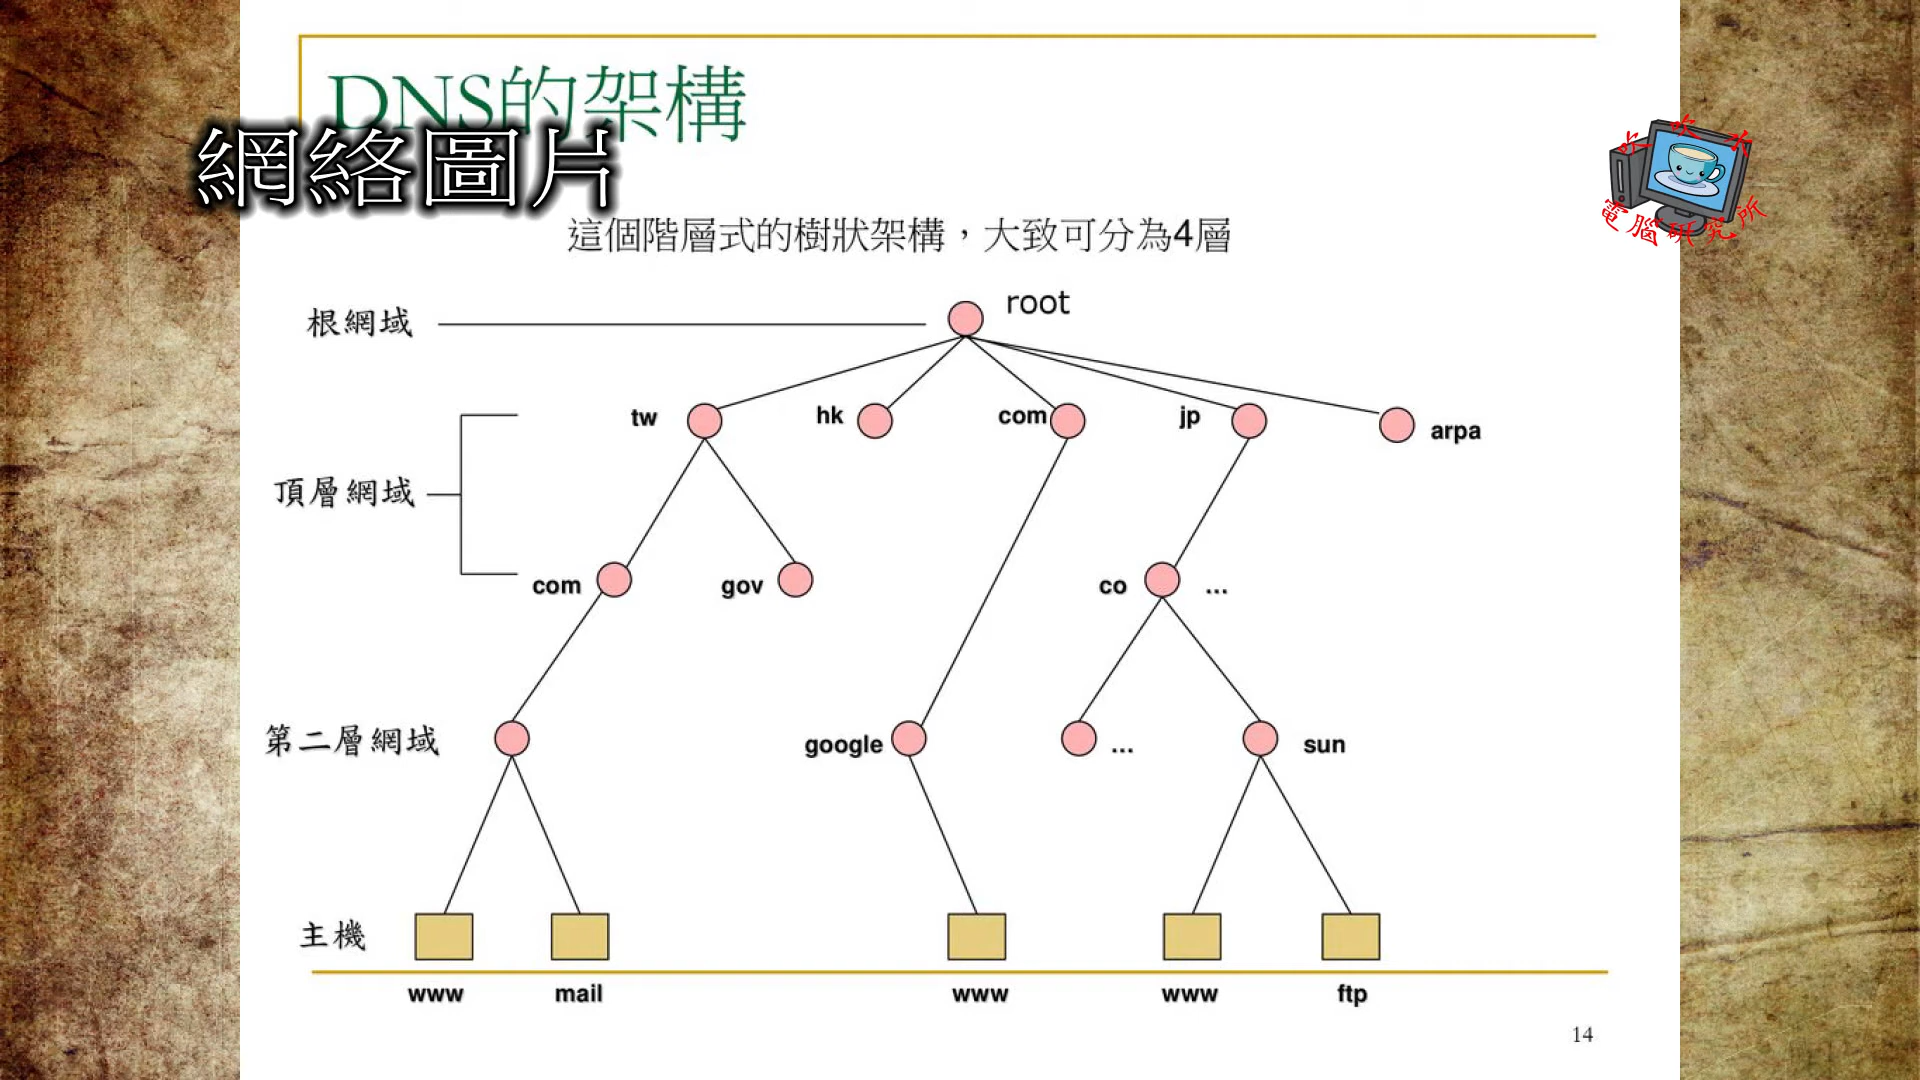 DNS的架構
網絡圖片
吹吹水
電腦研究所
這個階層式的樹狀架構，大致可分為4層
根網域
root
tw
hk
com
jp
arpa
頂層網域
com
gov
co
...
第二層網域
google
...
sun
主機
www
mail
www
www
ftp
14